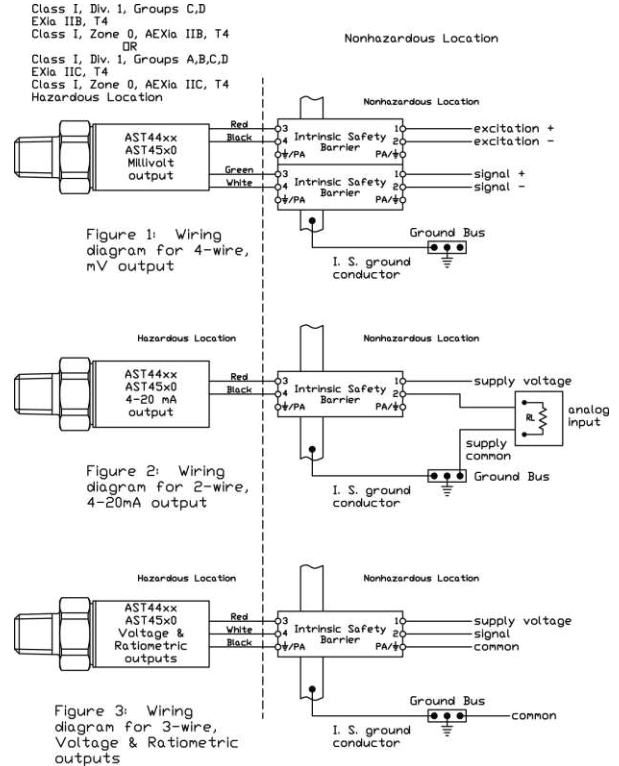 Class I, Div. 1, Groups C,D
EXia IIB, T4
Class I, Zone 0, AEXia IIB, T4
OR
Class I, Div. 1, Groups A,B,C,D
EXia IIC, T4
Class I, Zone 0, AEXia IIC, T4
Hazardous Location
Nonhazardous Location
Nonhazardous Location
AST44xx
AST45x0
Millivolt
output
Red
Black
Green
White
3
4
⏚/PA
Intrinsic Safety
Barrier
1
2
PA/⏚
excitation +
excitation -
3
4
⏚/PA
Intrinsic Safety
Barrier
1
2
PA/⏚
signal +
signal -
Figure 1: Wiring
diagram for 4-wire,
mV output
Ground Bus
I. S. ground
conductor
Hazardous Location
Nonhazardous Location
AST44xx
AST45x0
4-20 mA
output
Red
Black
3
4
⏚/PA
Intrinsic Safety
Barrier
1
2
PA/⏚
supply voltage
RL
analog
input
supply
common
Figure 2: Wiring
diagram for 2-wire,
4-20mA output
Ground Bus
I. S. ground
conductor
Hazardous Location
Nonhazardous Location
AST44xx
AST45x0
Voltage &
Ratiometric
outputs
Red
White
Black
3
4
⏚/PA
Intrinsic Safety
Barrier
1
2
PA/⏚
supply voltage
signal
common
Figure 3: Wiring
diagram for 3-wire,
Voltage & Ratiometric
outputs
Ground Bus
common
I. S. ground
conductor